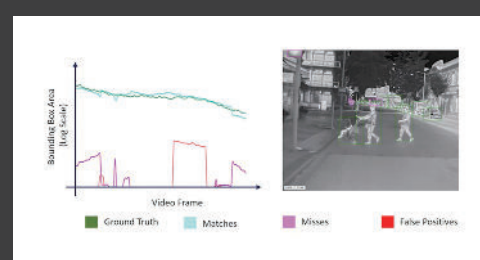 Bounding Box Area
(Log Scale)
Video Frame
Ground Truth
Matches
Misses
False Positives